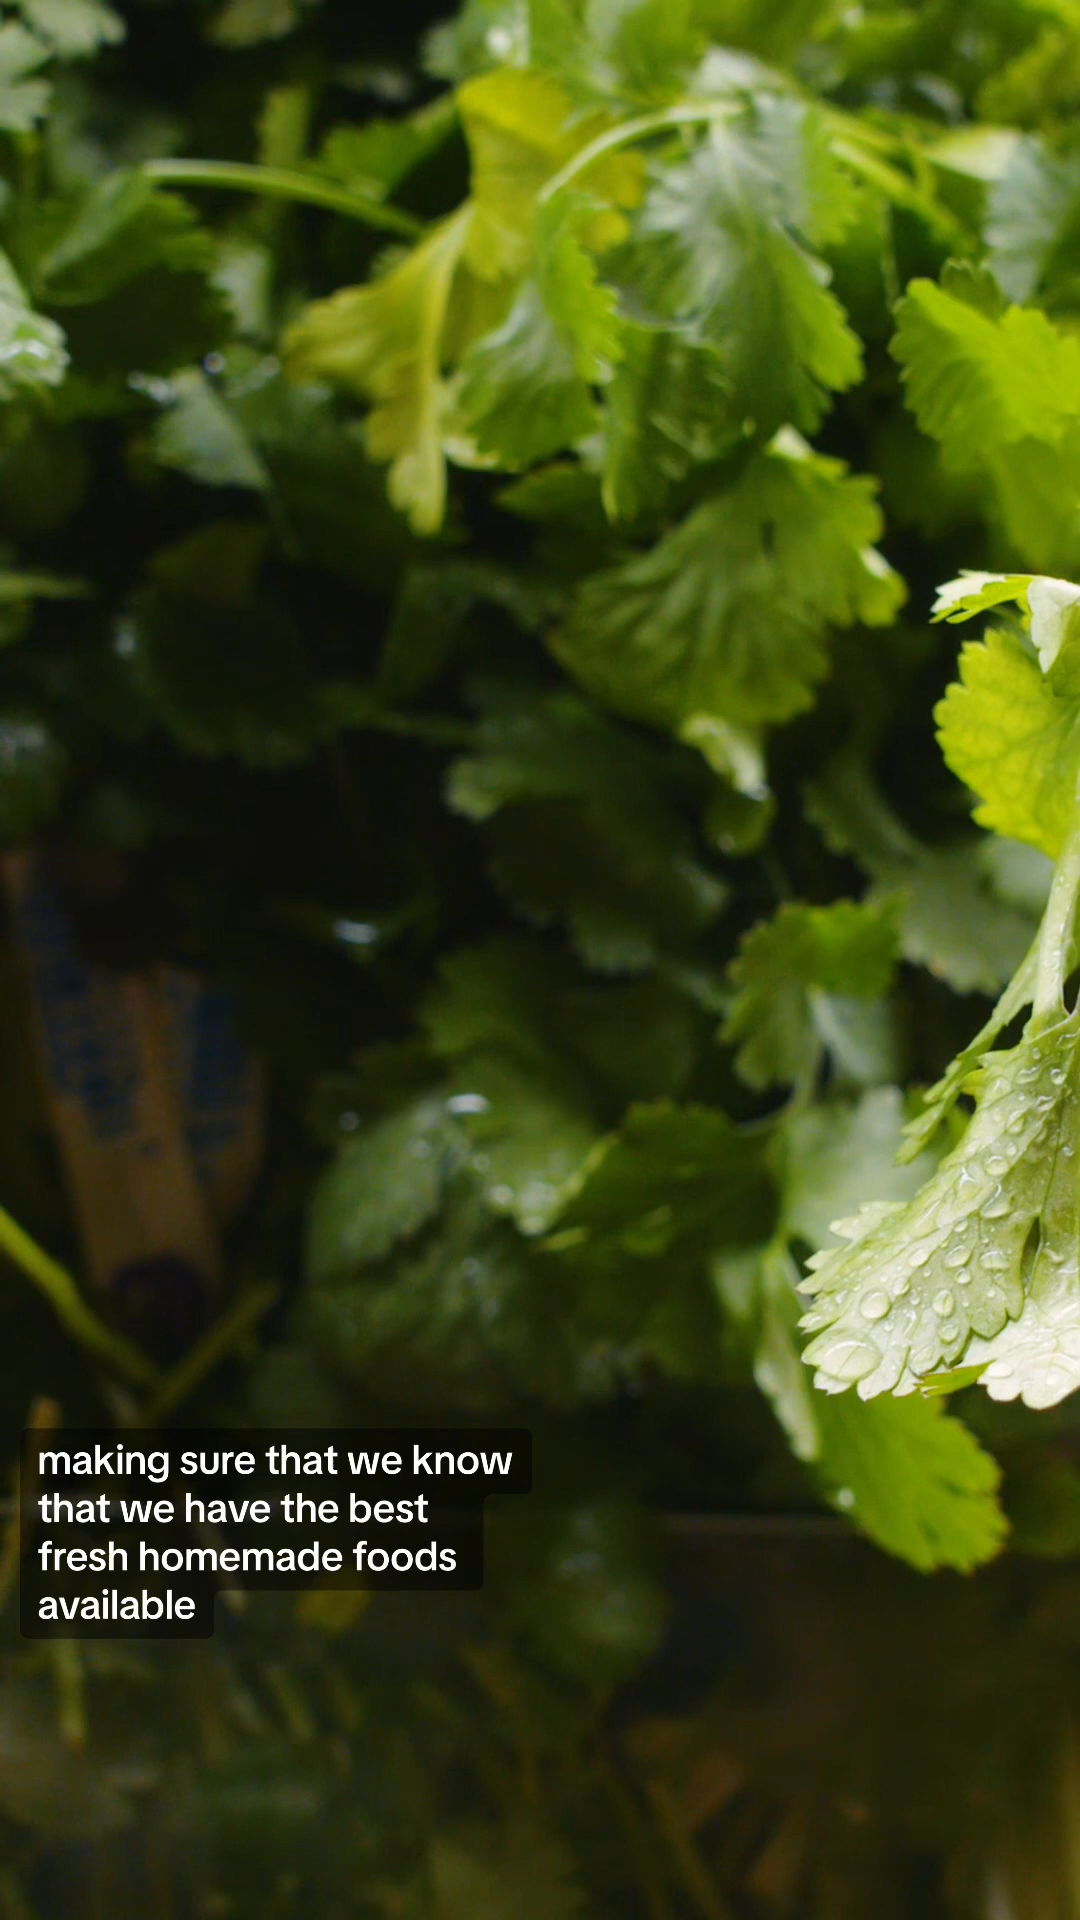 making sure that we know
that we have the best
fresh homemade foods
available